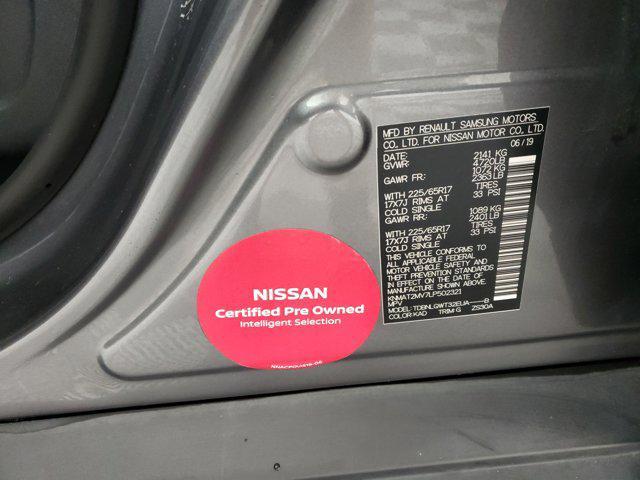 MFD BY RENAULT SAMSUNG MOTORS
CO., LTD. FOR NISSAN MOTOR CO., LTD.
DATE: 06/19
GVWR: 2141 KG
4720LB
GAWR FR: 1072 KG
2363 LB
WITH 225/65R17 TIRES
17X7J RIMS AT 33 PSI
COLD SINGLE
GAWR RR: 1089 KG
2401 LB
WITH 225/65R17 TIRES
17X7J RIMS AT 33 PSI
COLD SINGLE
THIS VEHICLE CONFORMS TO
ALL APPLICABLE FEDERAL
MOTOR VEHICLE SAFETY AND
THEFT PREVENTION STANDARDS
IN EFFECT ON THE DATE OF
MANUFACTURE SHOWN ABOVE.
KNMAT2MV7LP502321
MPV
MODEL: TDBNLGWT32EUA----B
COLOR:KAD TRIM:G ZS30A
NISSAN
Certified Pre Owned
Intelligent Selection